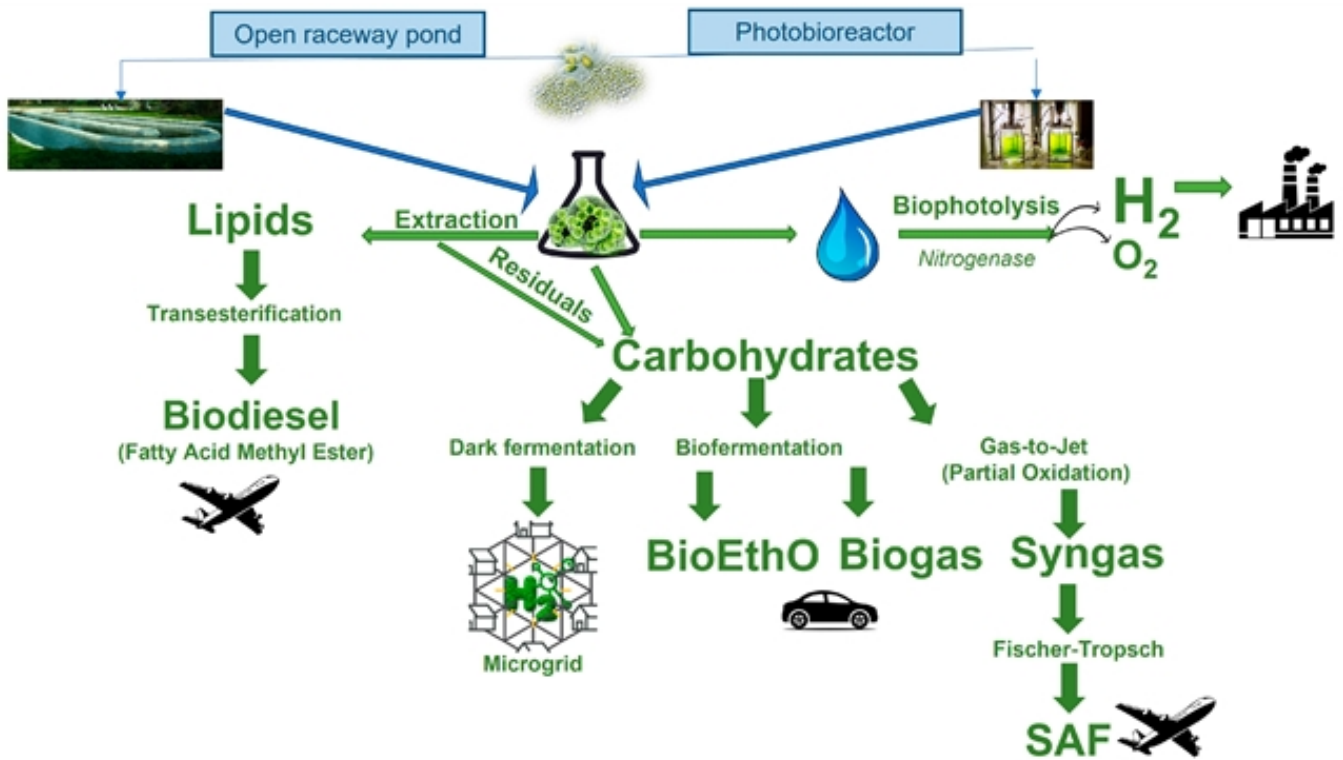 Open raceway pond
Photobioreactor
Lipids
Extraction
Residuals
Biophotolysis
Nitrogenase
H2
O2
Transesterification
Carbohydrates
Biodiesel
(Fatty Acid Methyl Ester)
Dark fermentation
Biofermentation
Gas-to-Jet
(Partial Oxidation)
H2
Microgrid
BioEthO
Biogas
Syngas
Fischer-Tropsch
SAF